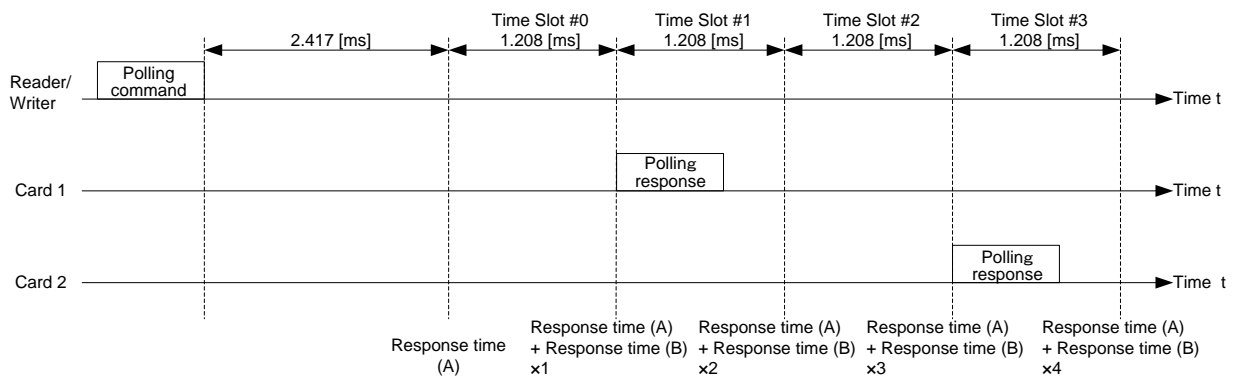 Time Slot #0
Time Slot #1
Time Slot #2
Time Slot #3
2.417 [ms]
1.208 [ms]
1.208 [ms]
1.208 [ms]
1.208 [ms]
Reader/
Writer
Polling
command
Time t
Card 1
Polling
response
Time t
Card 2
Polling
response
Time t
Response time
(A)
Response time (A)
+ Response time (B)
×1
Response time (A)
+ Response time (B)
×2
Response time (A)
+ Response time (B)
×3
Response time (A)
+ Response time (B)
×4